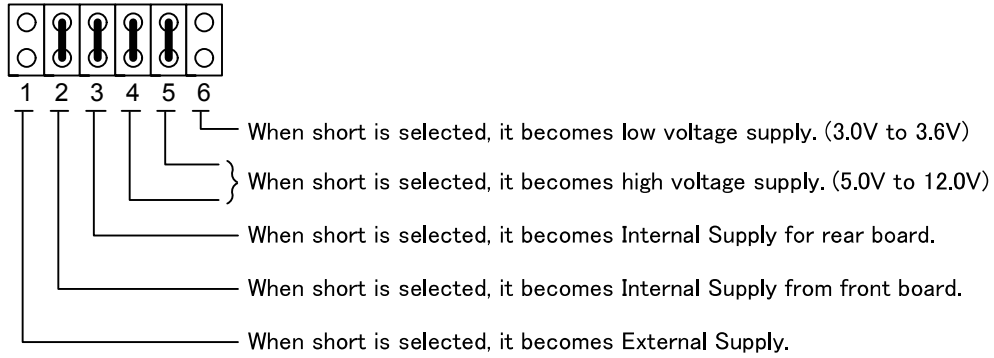 1 2 3 4 5 6
When short is selected, it becomes low voltage supply. (3.0V to 3.6V)
When short is selected, it becomes high voltage supply. (5.0V to 12.0V)
When short is selected, it becomes Internal Supply for rear board.
When short is selected, it becomes Internal Supply from front board.
When short is selected, it becomes External Supply.